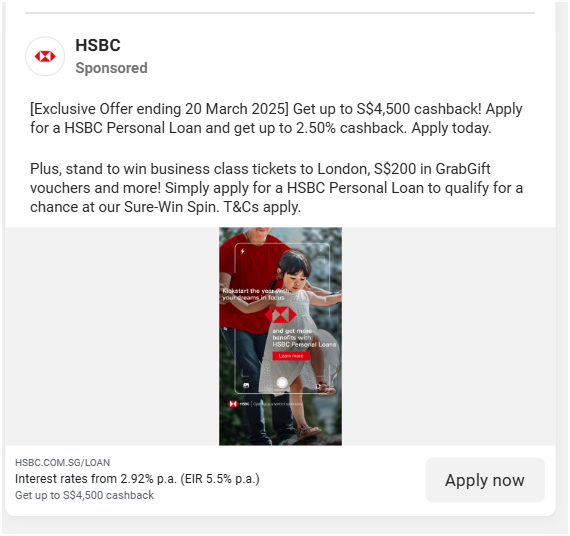 HSBC
Sponsored
[Exclusive Offer ending 20 March 2025] Get up to S$4,500 cashback! Apply
for a HSBC Personal Loan and get up to 2.50% cashback. Apply today.
Plus, stand to win business class tickets to London, S$200 in GrabGift
vouchers and more! Simply apply for a HSBC Personal Loan to qualify for a
chance at our Sure-Win Spin. T&Cs apply.
Kickstart the year with
your dreams in focus
and get more
benefits with
HSBC Personal Loans
Learn more
HSBC
HSBC.COM.SG/LOAN
Interest rates from 2.92% p.a. (EIR 5.5% p.a.)
Get up to S$4,500 cashback
Apply now